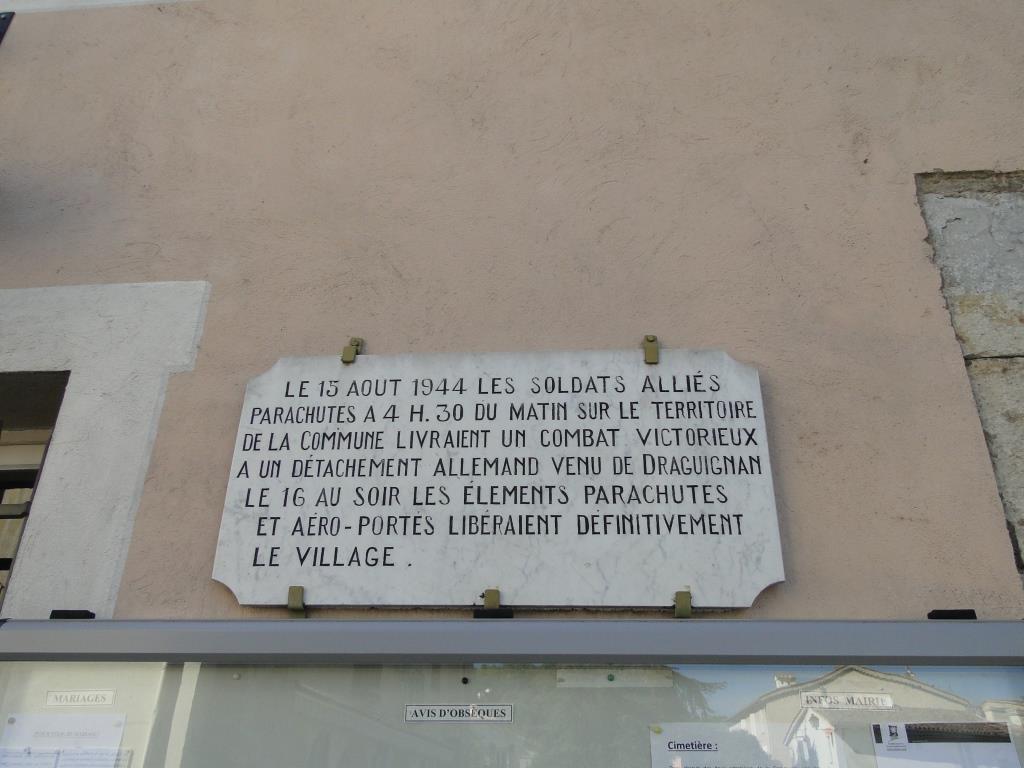 LE 15 AOUT 1944 LES SOLDATS ALLIÉS
PARACHUTES A 4 H. 30 DU MATIN SUR LE TERRITOIRE
DE LA COMMUNE LIVRAIENT UN COMBAT VICTORIEUX
A UN DÉTACHEMENT ALLEMAND VENU DE DRAGUIGNAN
LE 16 AU SOIR LES ÉLEMENTS PARACHUTES
ET AÉRO-PORTÉS LIBÉRAIENT DÉFINITIVEMENT
LE VILLAGE.
MARIAGES
AVIS D'OBSÈQUES
INFOS MAIRIE
Cimetière :